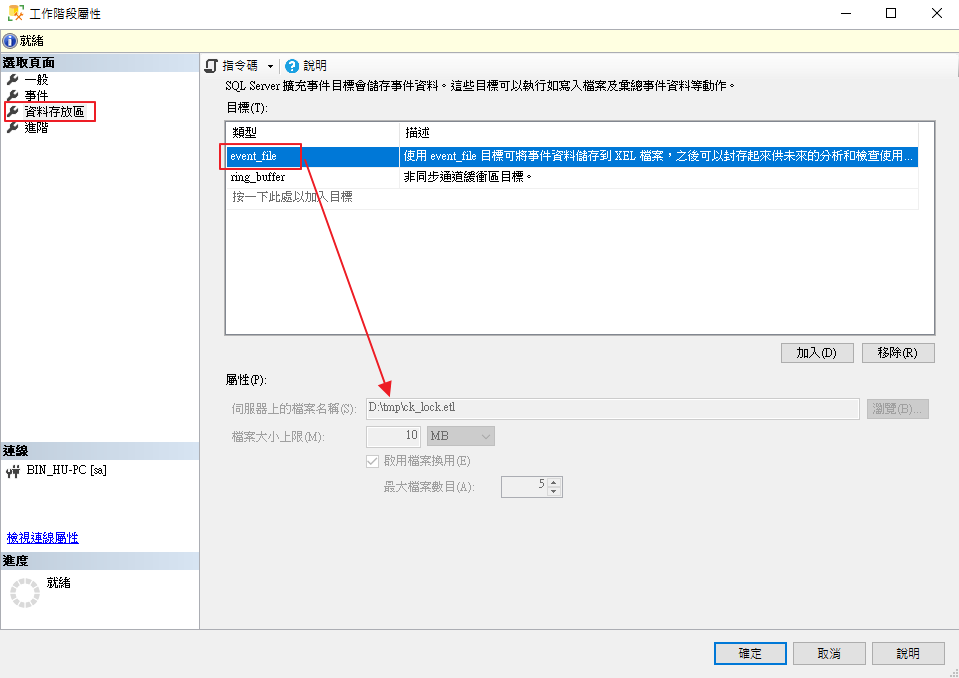 工作階段屬性
就緒
選取頁面
一般
事件
資料存放區
進階
指令碼
說明
SQL Server 擴充事件目標會儲存事件資料。這些目標可以執行如寫入檔案及彙總事件資料等動作。
目標(T):
類型 描述
event_file 使用 event_file 目標可將事件資料儲存到 XEL 檔案，之後可以封存起來供未來的分析和檢查使用...
ring_buffer 非同步通道緩衝區目標。
按一下此處以加入目標
加入(D) 移除(R)
屬性(P):
伺服器上的檔案名稱(S): D:\tmp\ck_lock.etl 瀏覽(B)...
檔案大小上限(M): 10 MB
啟用檔案換用(E)
最大檔案數目(A): 5
連線
BIN_HU-PC [sa]
檢視連線屬性
進度
就緒
確定 取消 說明